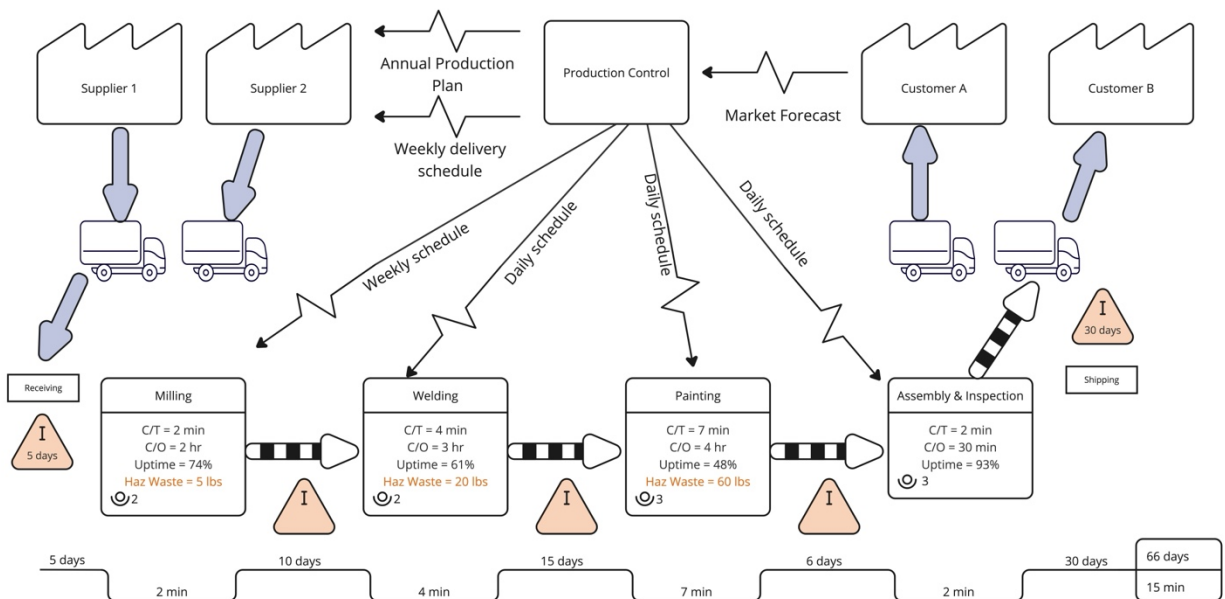 Supplier 1
Supplier 2
Annual Production
Plan
Weekly delivery
schedule
Production Control
Market Forecast
Customer A
Customer B
Weekly schedule
Daily schedule
Daily schedule
Daily schedule
I
30 days
Receiving
Shipping
I
5 days
Milling
C/T = 2 min
C/O = 2 hr
Uptime = 74%
Haz Waste = 5 lbs
2
I
Welding
C/T = 4 min
C/O = 3 hr
Uptime = 61%
Haz Waste = 20 lbs
2
I
Painting
C/T = 7 min
C/O = 4 hr
Uptime = 48%
Haz Waste = 60 lbs
3
I
Assembly & Inspection
C/T = 2 min
C/O = 30 min
Uptime = 93%
3
5 days
2 min
10 days
4 min
15 days
7 min
6 days
2 min
30 days
66 days
15 min